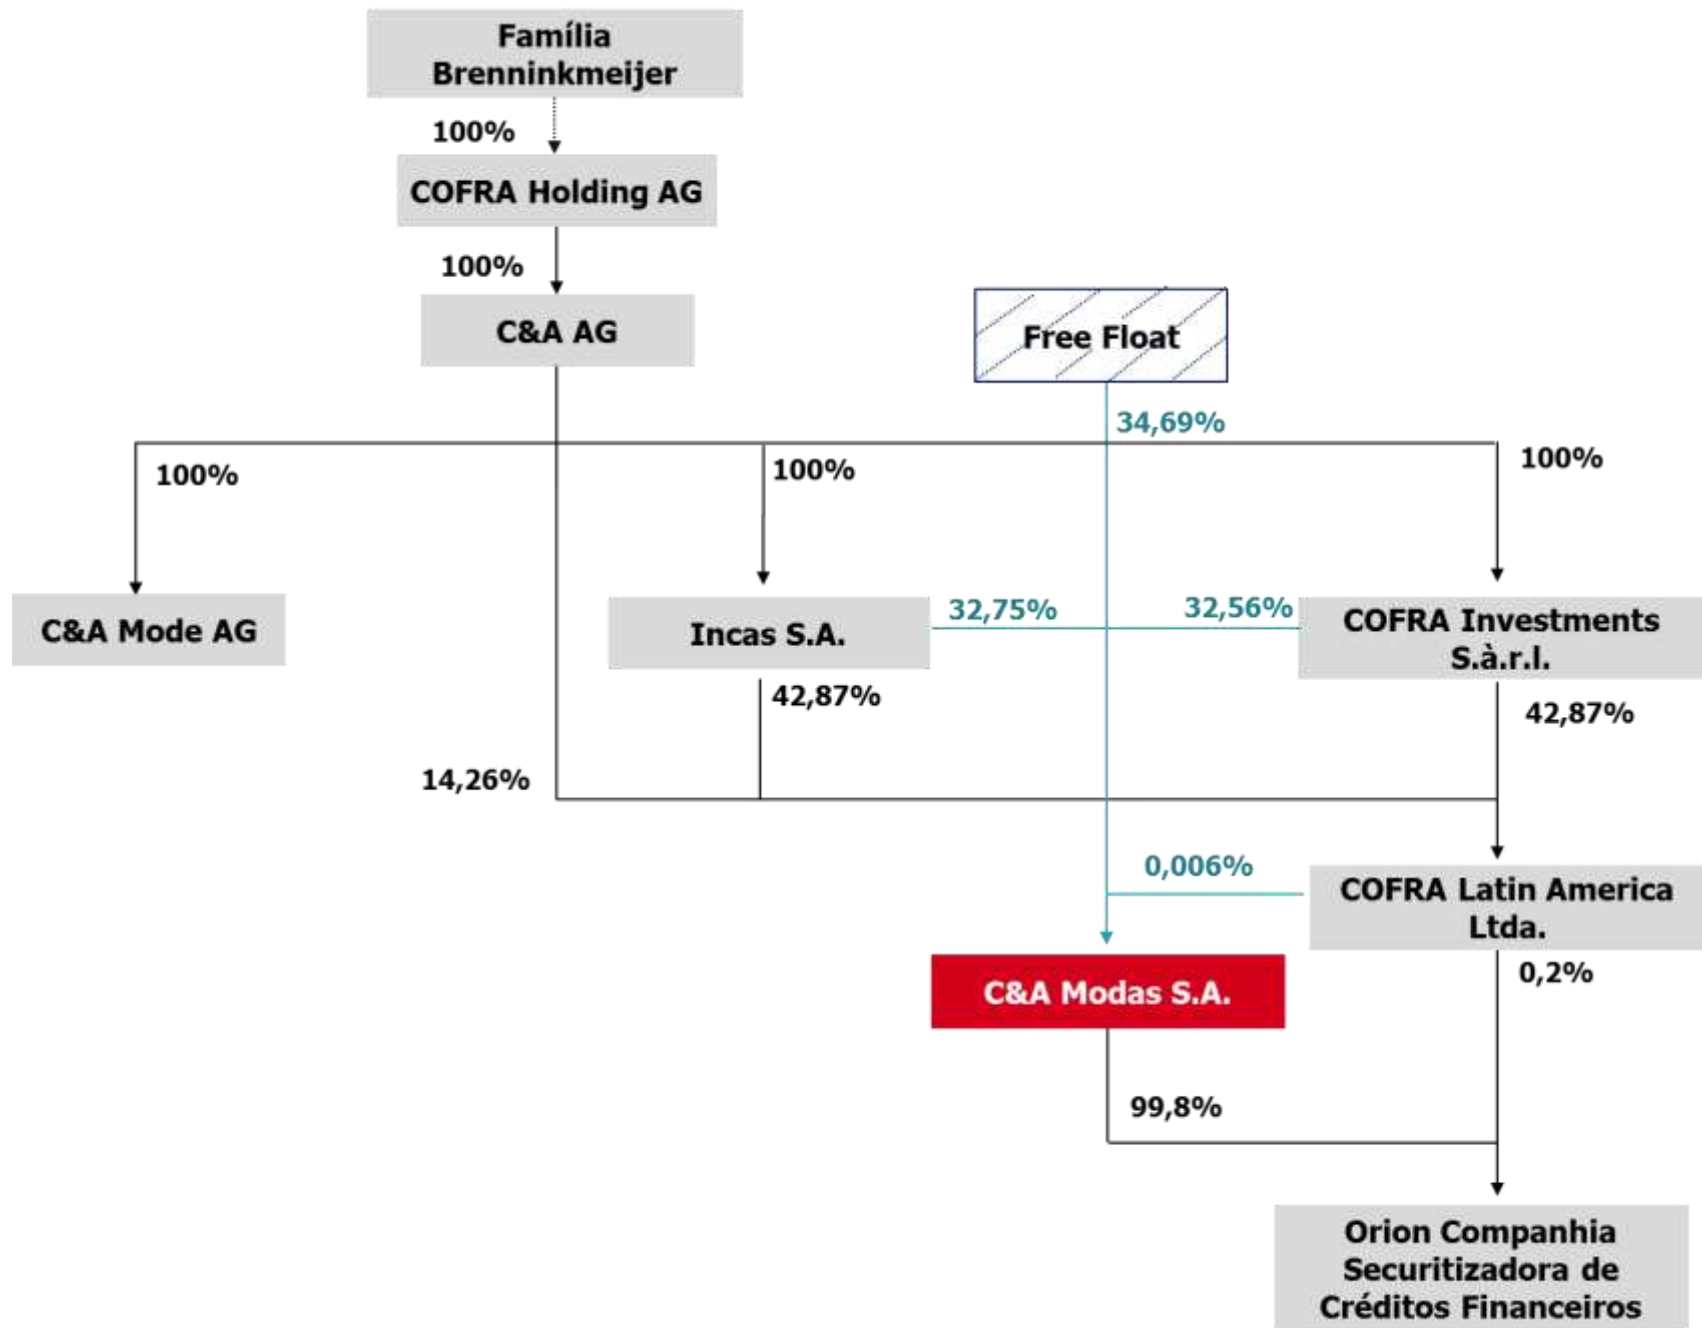 Família
Brenninkmeijer
100%
COFRA Holding AG
100%
C&A AG
Free Float
34,69%
100%
100%
100%
C&A Mode AG
Incas S.A.
32,75%
32,56%
COFRA Investments
S.à.r.l.
42,87%
42,87%
14,26%
0,006%
COFRA Latin America
Ltda.
0,2%
C&A Modas S.A.
99,8%
Orion Companhia
Securitizadora de
Créditos Financeiros